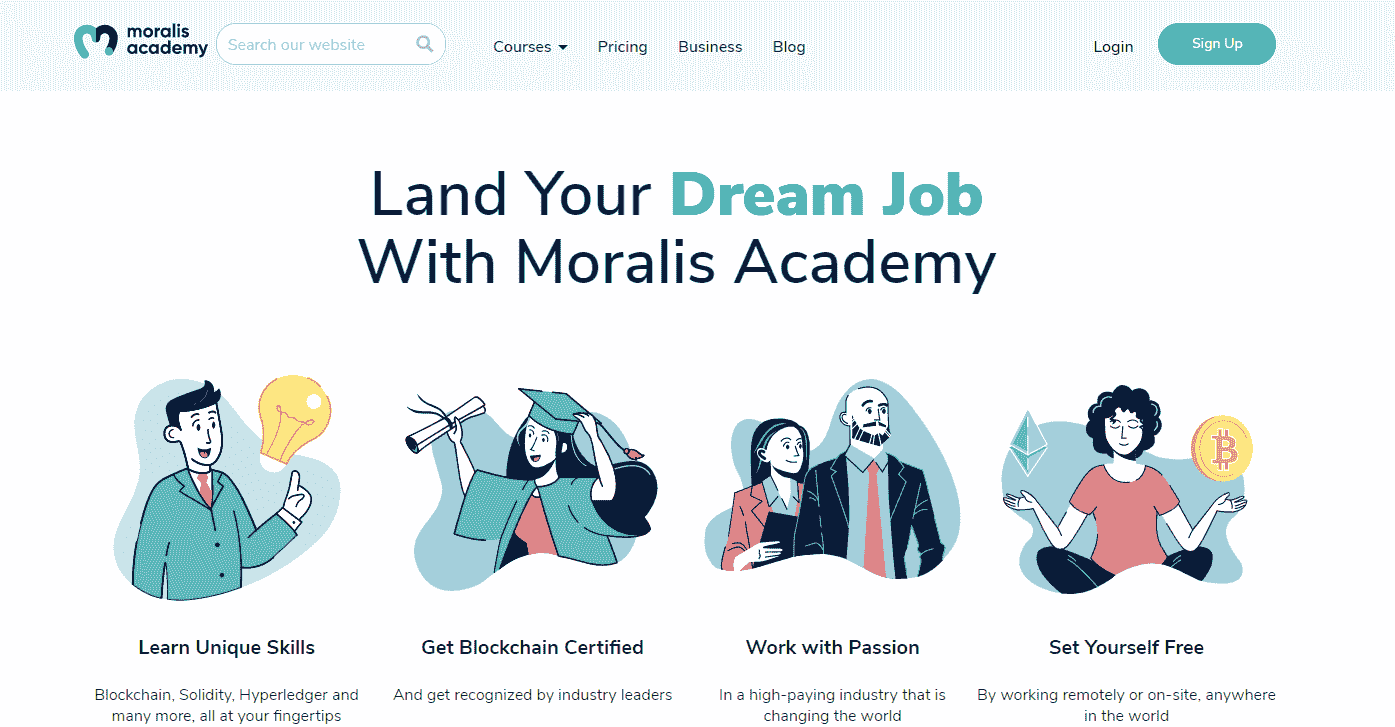 moralis
academy
Search our website
Courses
Pricing
Business
Blog
Login
Sign Up
Land Your Dream Job
With Moralis Academy
Learn Unique Skills
Blockchain, Solidity, Hyperledger and
many more, all at your fingertips
Get Blockchain Certified
And get recognized by industry leaders
Work with Passion
In a high-paying industry that is
changing the world
Set Yourself Free
By working remotely or on-site, anywhere
in the world